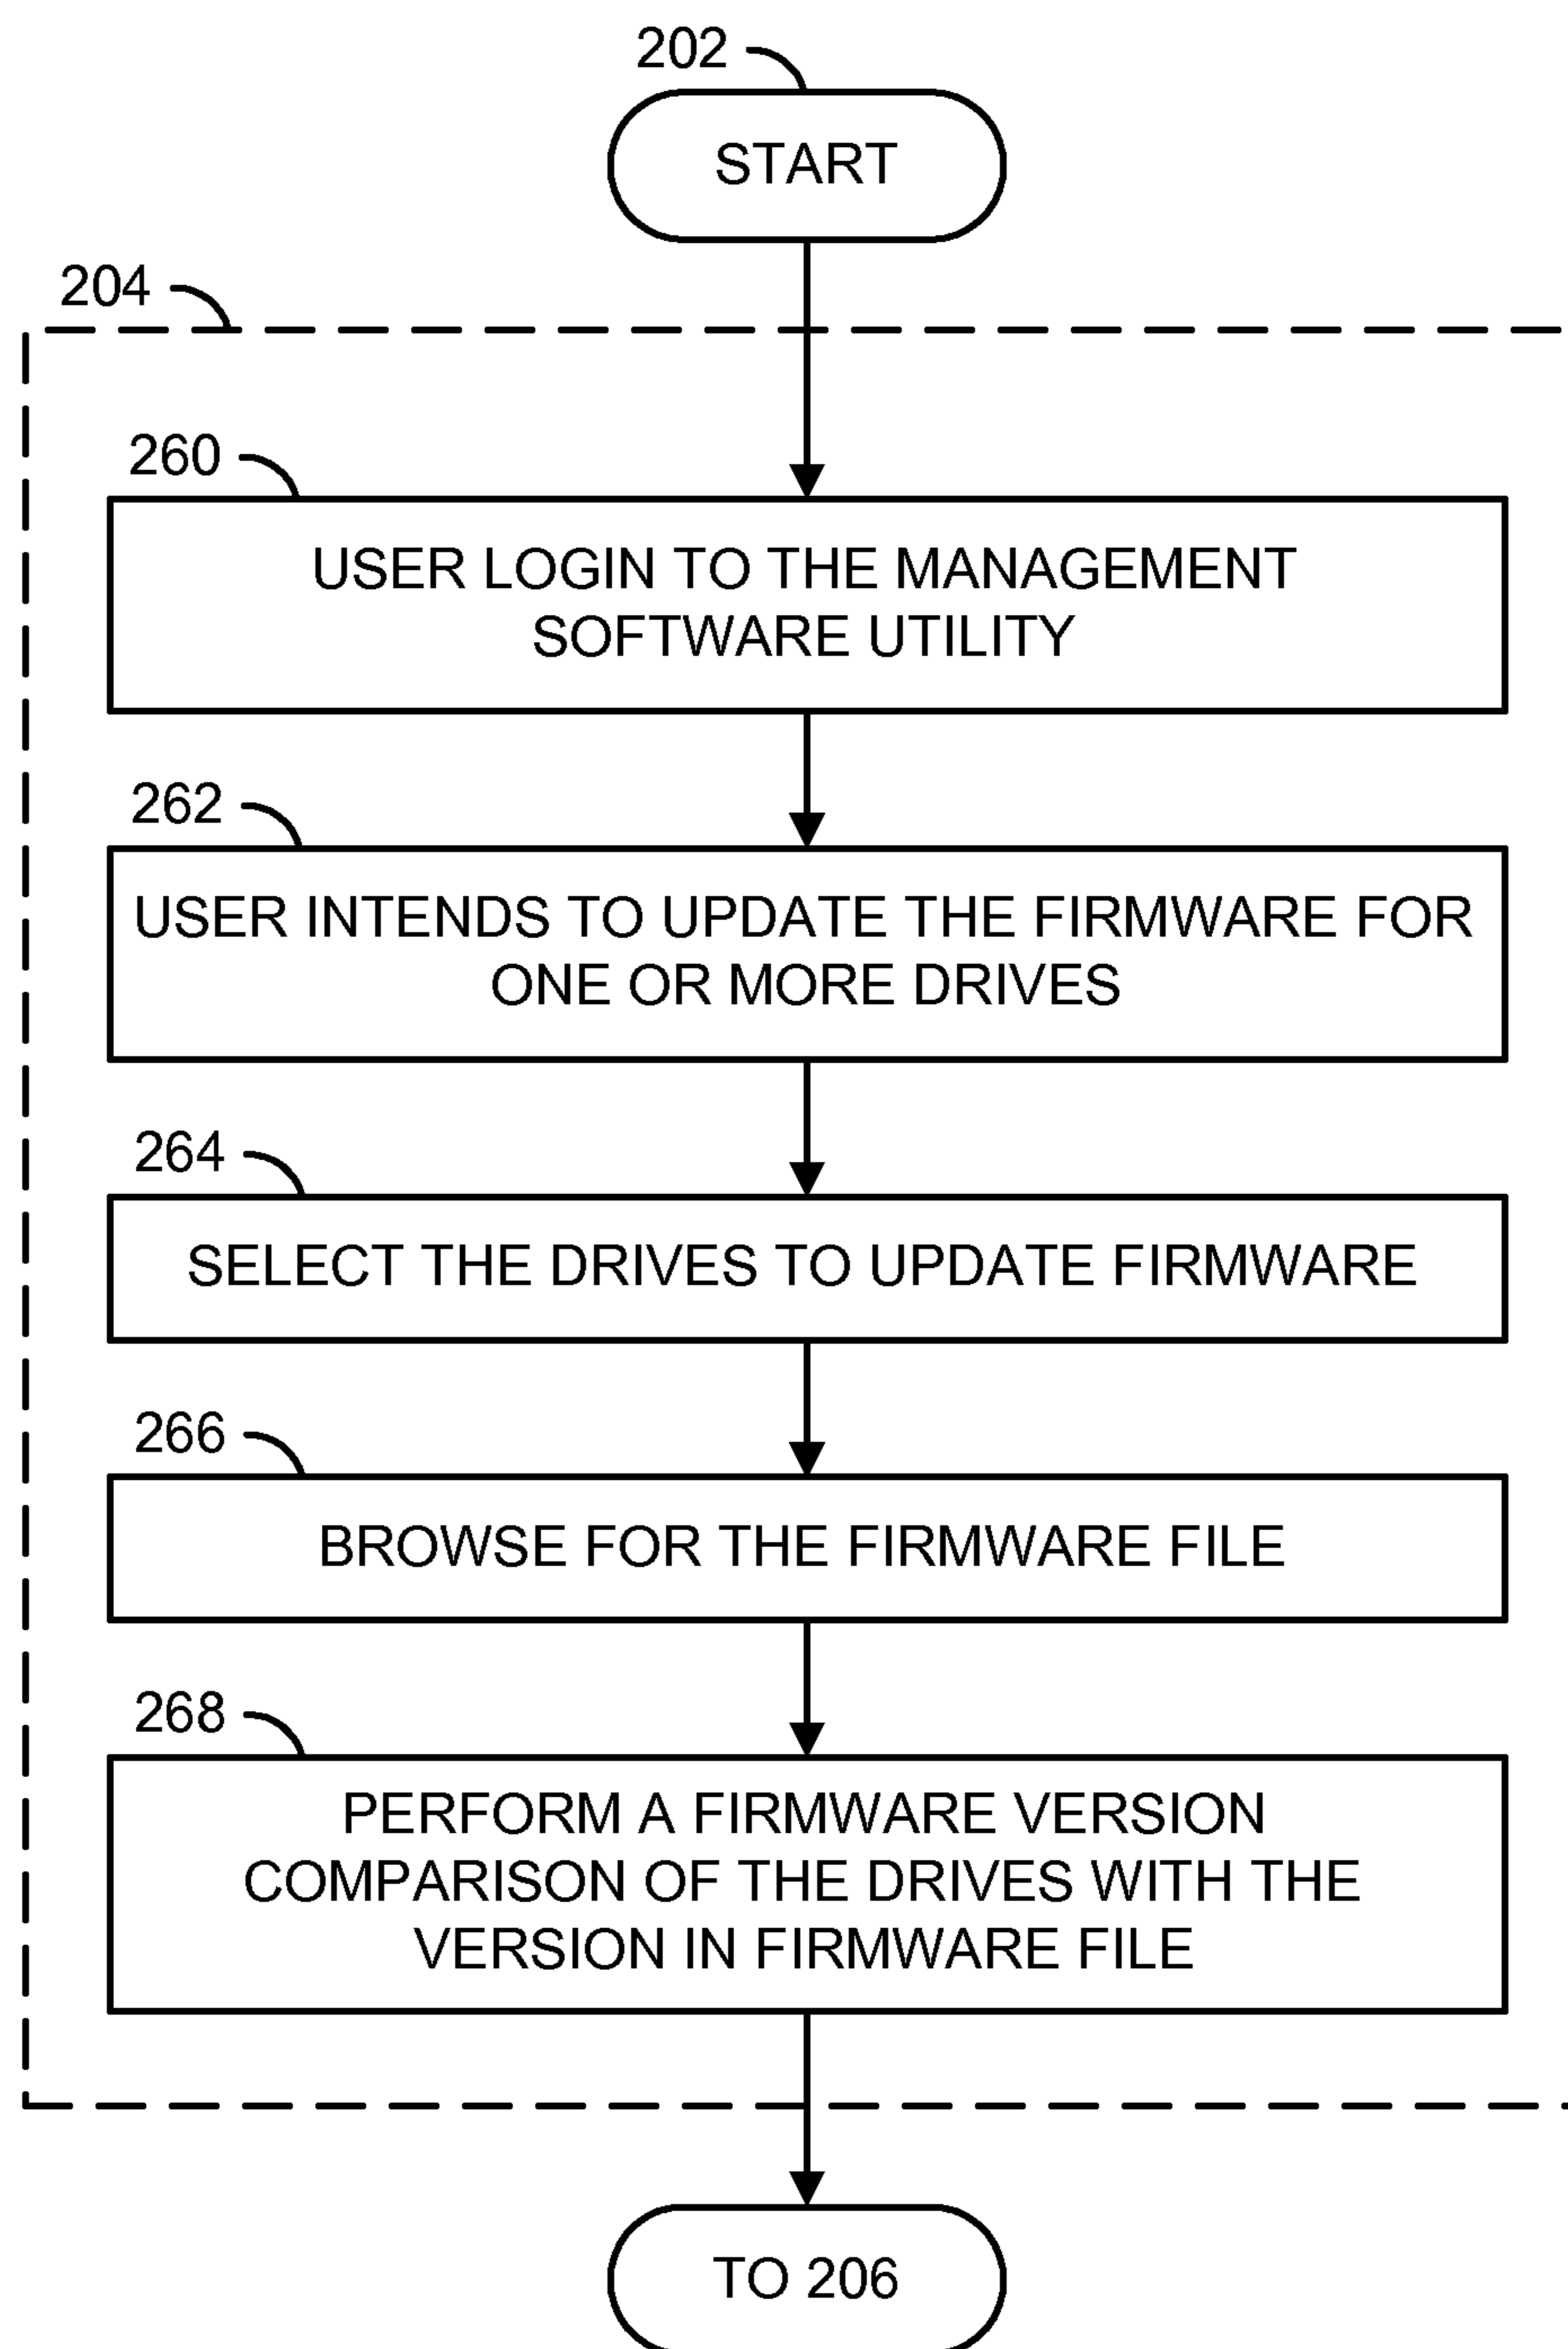 202
START
204
260
USER LOGIN TO THE MANAGEMENT
SOFTWARE UTILITY
262
USER INTENDS TO UPDATE THE FIRMWARE FOR
ONE OR MORE DRIVES
264
SELECT THE DRIVES TO UPDATE FIRMWARE
266
BROWSE FOR THE FIRMWARE FILE
268
PERFORM A FIRMWARE VERSION
COMPARISON OF THE DRIVES WITH THE
VERSION IN FIRMWARE FILE
TO 206